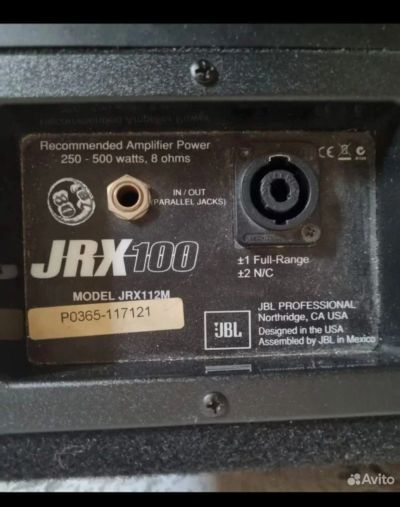 Recommended Amplifier Power
250 - 500 watts, 8 ohms
IN / OUT
(PARALLEL JACKS)
JRX100
MODEL JRX112M
P0365-117121
CE
±1 Full-Range
±2 N/C
JBL
JBL PROFESSIONAL
Northridge, CA USA
Designed in the USA
Assembled by JBL in Mexico
Avito